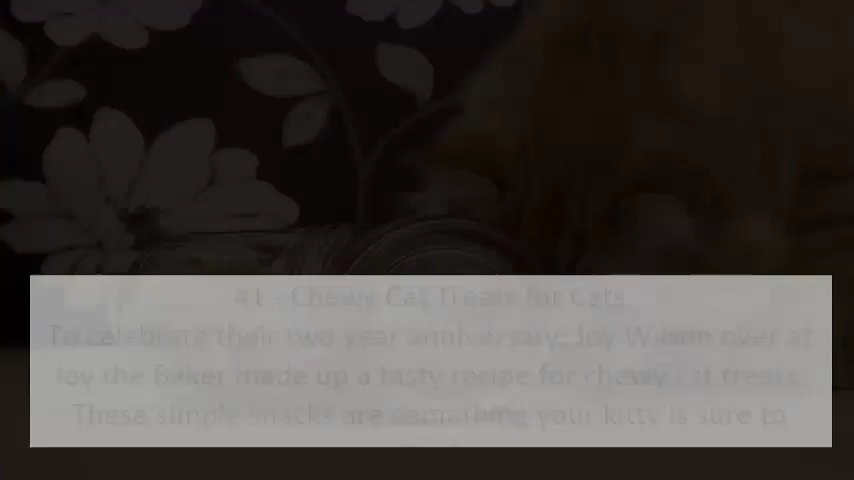 #1 - Chewy Cat Treats for Cats
To celebrate their two year anniversary, Joy Wilson over at
Joy the Baker made up a tasty recipe for chewy cat treats.
These simple snacks are something your kitty is sure to